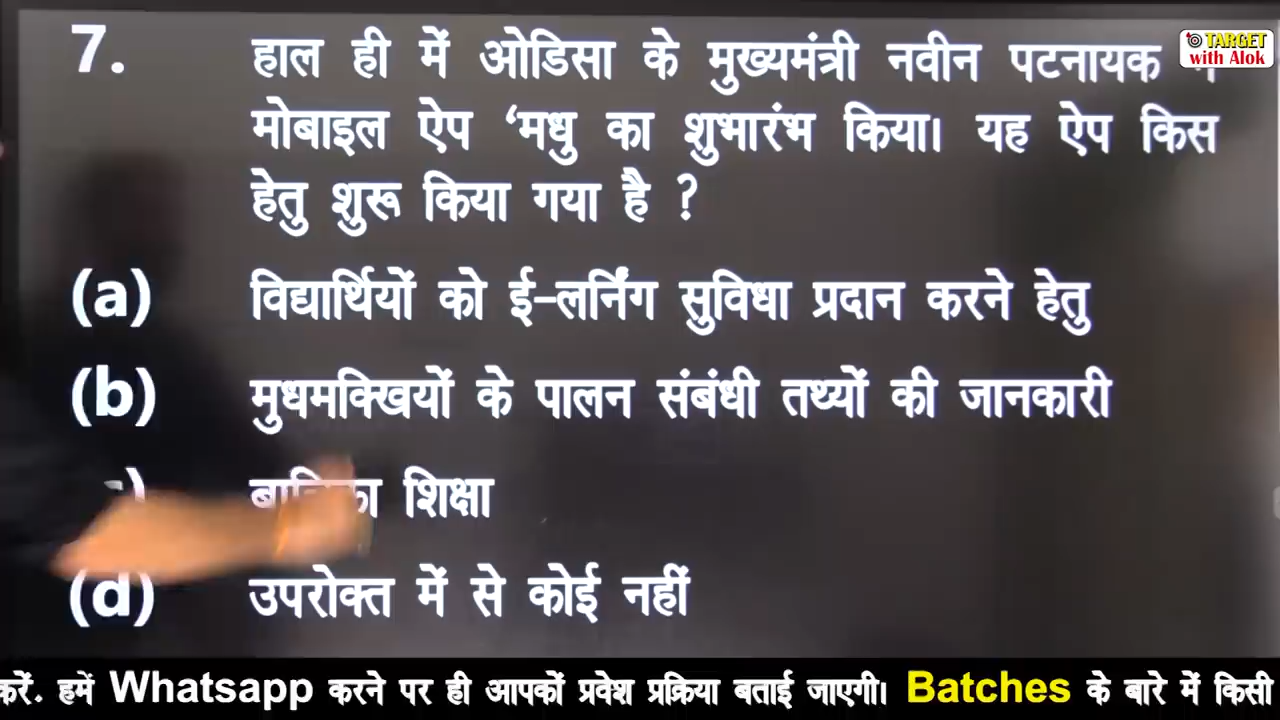 7. हाल ही में ओडिसा के मुख्यमंत्री नवीन पटनायक
TARGET
with Alok
मोबाइल ऐप ‘मधु का शुभारंभ किया। यह ऐप किस
हेतु शुरू किया गया है ?
(a) विद्यार्थियों को ई-लर्निंग सुविधा प्रदान करने हेतु
(b) मुधमक्खियों के पालन संबंधी तथ्यों की जानकारी
शिक्षा
(d) उपरोक्त में से कोई नहीं
करें. हमें Whatsapp करने पर ही आपकों प्रवेश प्रक्रिया बताई जाएगी। Batches के बारे में किसी